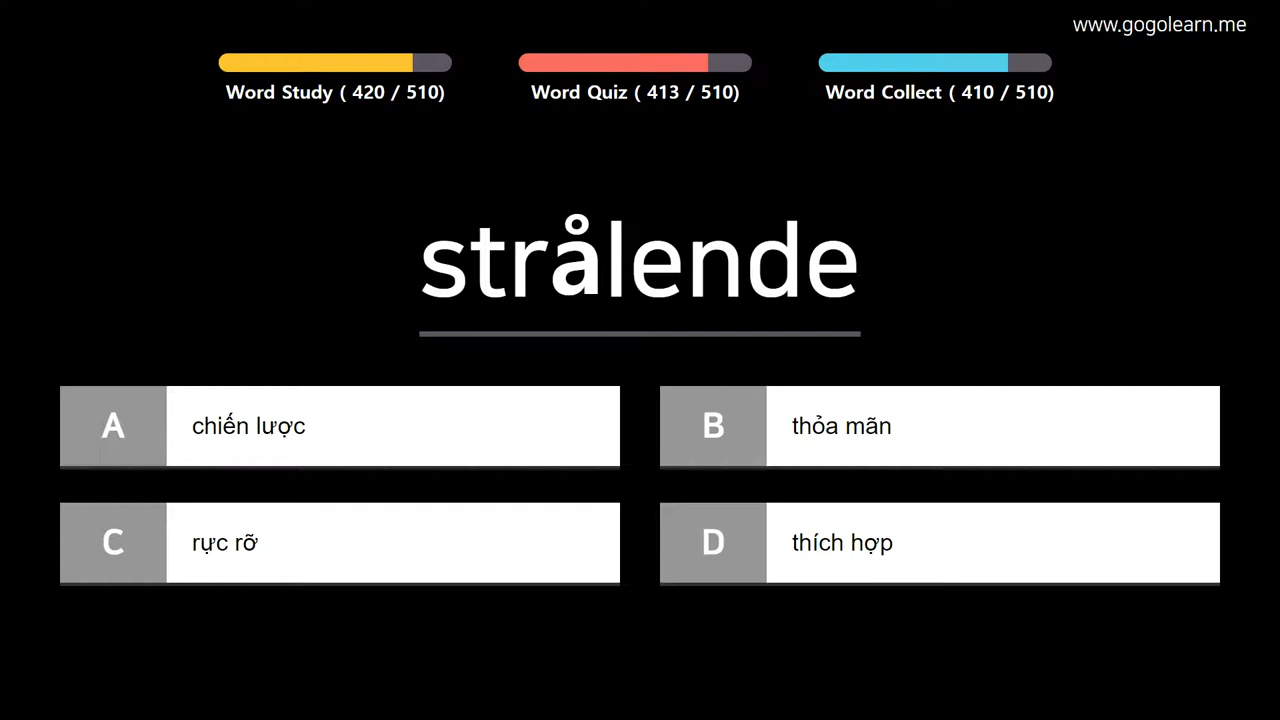 www.gogolearn.me
Word Study ( 420 / 510)
Word Quiz ( 413 / 510)
Word Collect ( 410 / 510)
strålende
A
chiến lược
B
thỏa mãn
C
rực rỡ
D
thích hợp